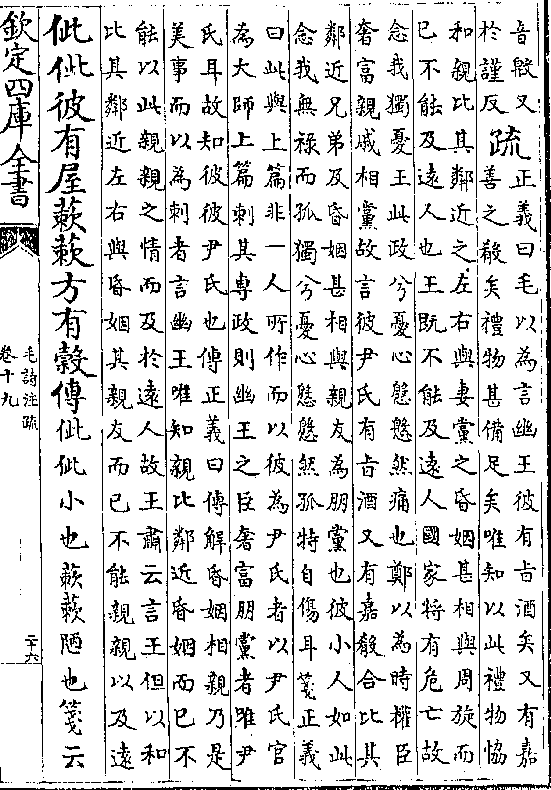 音殽又
於謹反
疏
正義曰毛以為言幽王彼有㫖酒矣又有嘉
善之殽矣禮物甚備足矣唯知以此禮物恊
和親比其鄰近之左右與妻黨之昏姻甚相與周旋而
已不能及逺人也王既不能及逺人國家將有危亡故
念我獨憂王此政兮憂心慇慇然痛也鄭以為時權臣
奢富親戚相黨故言彼尹氏有㫖酒又有嘉殽合比其
鄰近兄弟及昏姻甚相與親友為朋黨也彼小人如此
念我無禄而孤獨兮憂心慇慇然孤特自傷耳箋正義
曰此與上篇非一人所作而以彼為尹氏者以尹氏官
為大師上篇刺其專政則幽王之臣奢富朋黨者雖尹
氏耳故知彼彼尹氏也傳正義曰傳解昏姻相親乃是
美事而以為刺者言幽王唯知親比鄰近昏姻而已不
能以此親親之情而及於逺人故王肅云言王但以和
比其鄰近左右與昏姻其親友而已不能親親以及逺
佌佌彼有屋蔌蔌方有榖傳佌佌小也蔌蔌陋也箋云
欽定四庫全書
毛詩注疏
卷十九
二十六